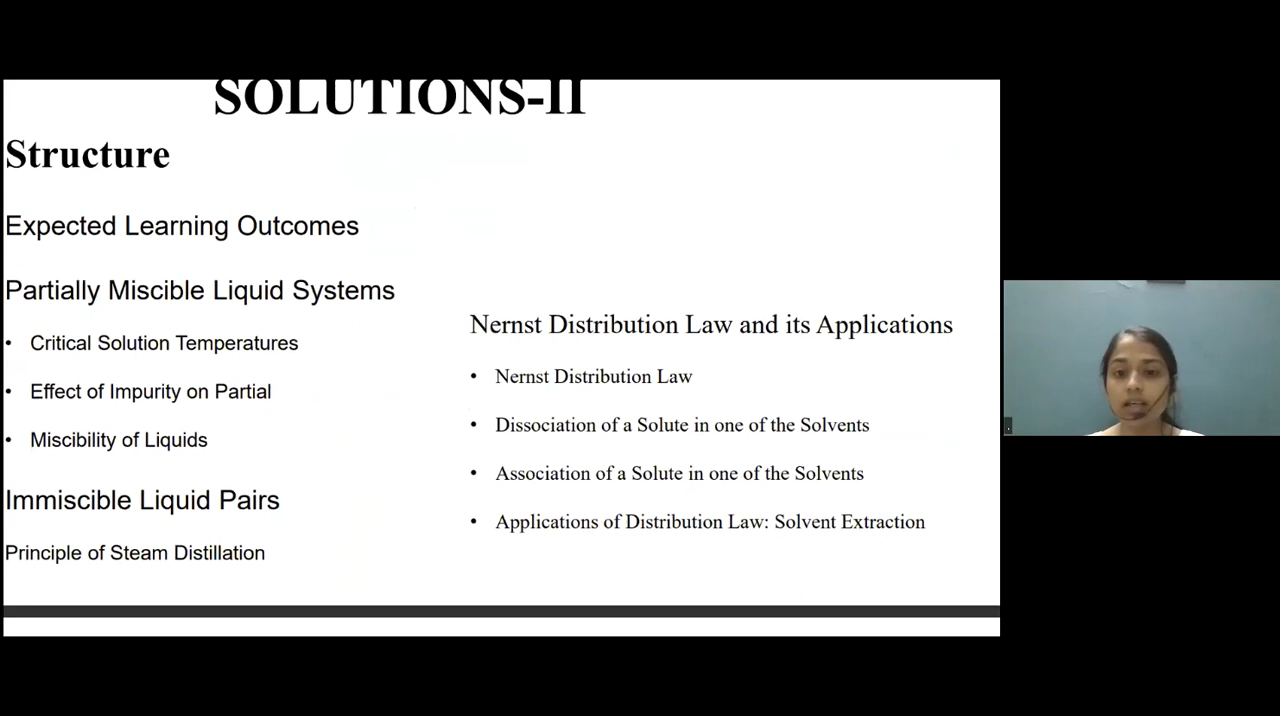 SOLUTIONS-II
Structure
Expected Learning Outcomes
Partially Miscible Liquid Systems
• Critical Solution Temperatures
• Effect of Impurity on Partial
• Miscibility of Liquids
Immiscible Liquid Pairs
Principle of Steam Distillation
Nernst Distribution Law and its Applications
• Nernst Distribution Law
• Dissociation of a Solute in one of the Solvents
• Association of a Solute in one of the Solvents
• Applications of Distribution Law: Solvent Extraction